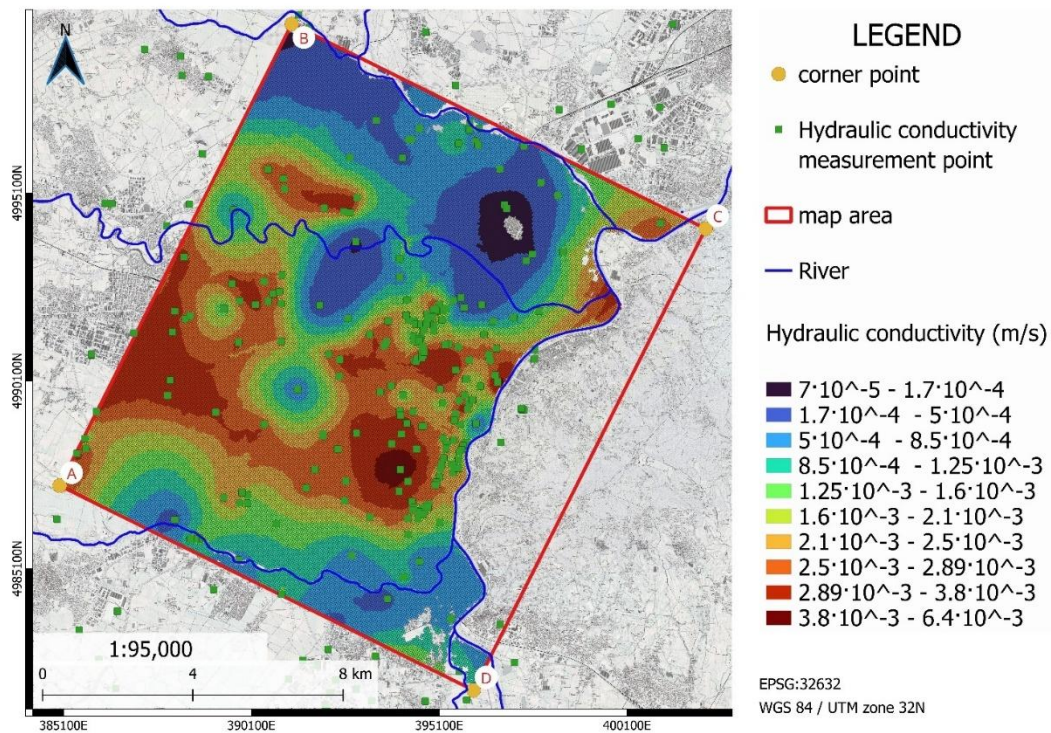 N
B
C
A
D
4995100N
4990100N
4985100N
1:95,000
0 4 8 km
385100E 390100E 395100E 400100E
LEGEND
corner point
Hydraulic conductivity
measurement point
map area
River
Hydraulic conductivity (m/s)
7·10^-5 - 1.7·10^-4
1.7·10^-4 - 5·10^-4
5·10^-4 - 8.5·10^-4
8.5·10^-4 - 1.25·10^-3
1.25·10^-3 - 1.6·10^-3
1.6·10^-3 - 2.1·10^-3
2.1·10^-3 - 2.5·10^-3
2.5·10^-3 - 2.89·10^-3
2.89·10^-3 - 3.8·10^-3
3.8·10^-3 - 6.4·10^-3
EPSG:32632
WGS 84 / UTM zone 32N